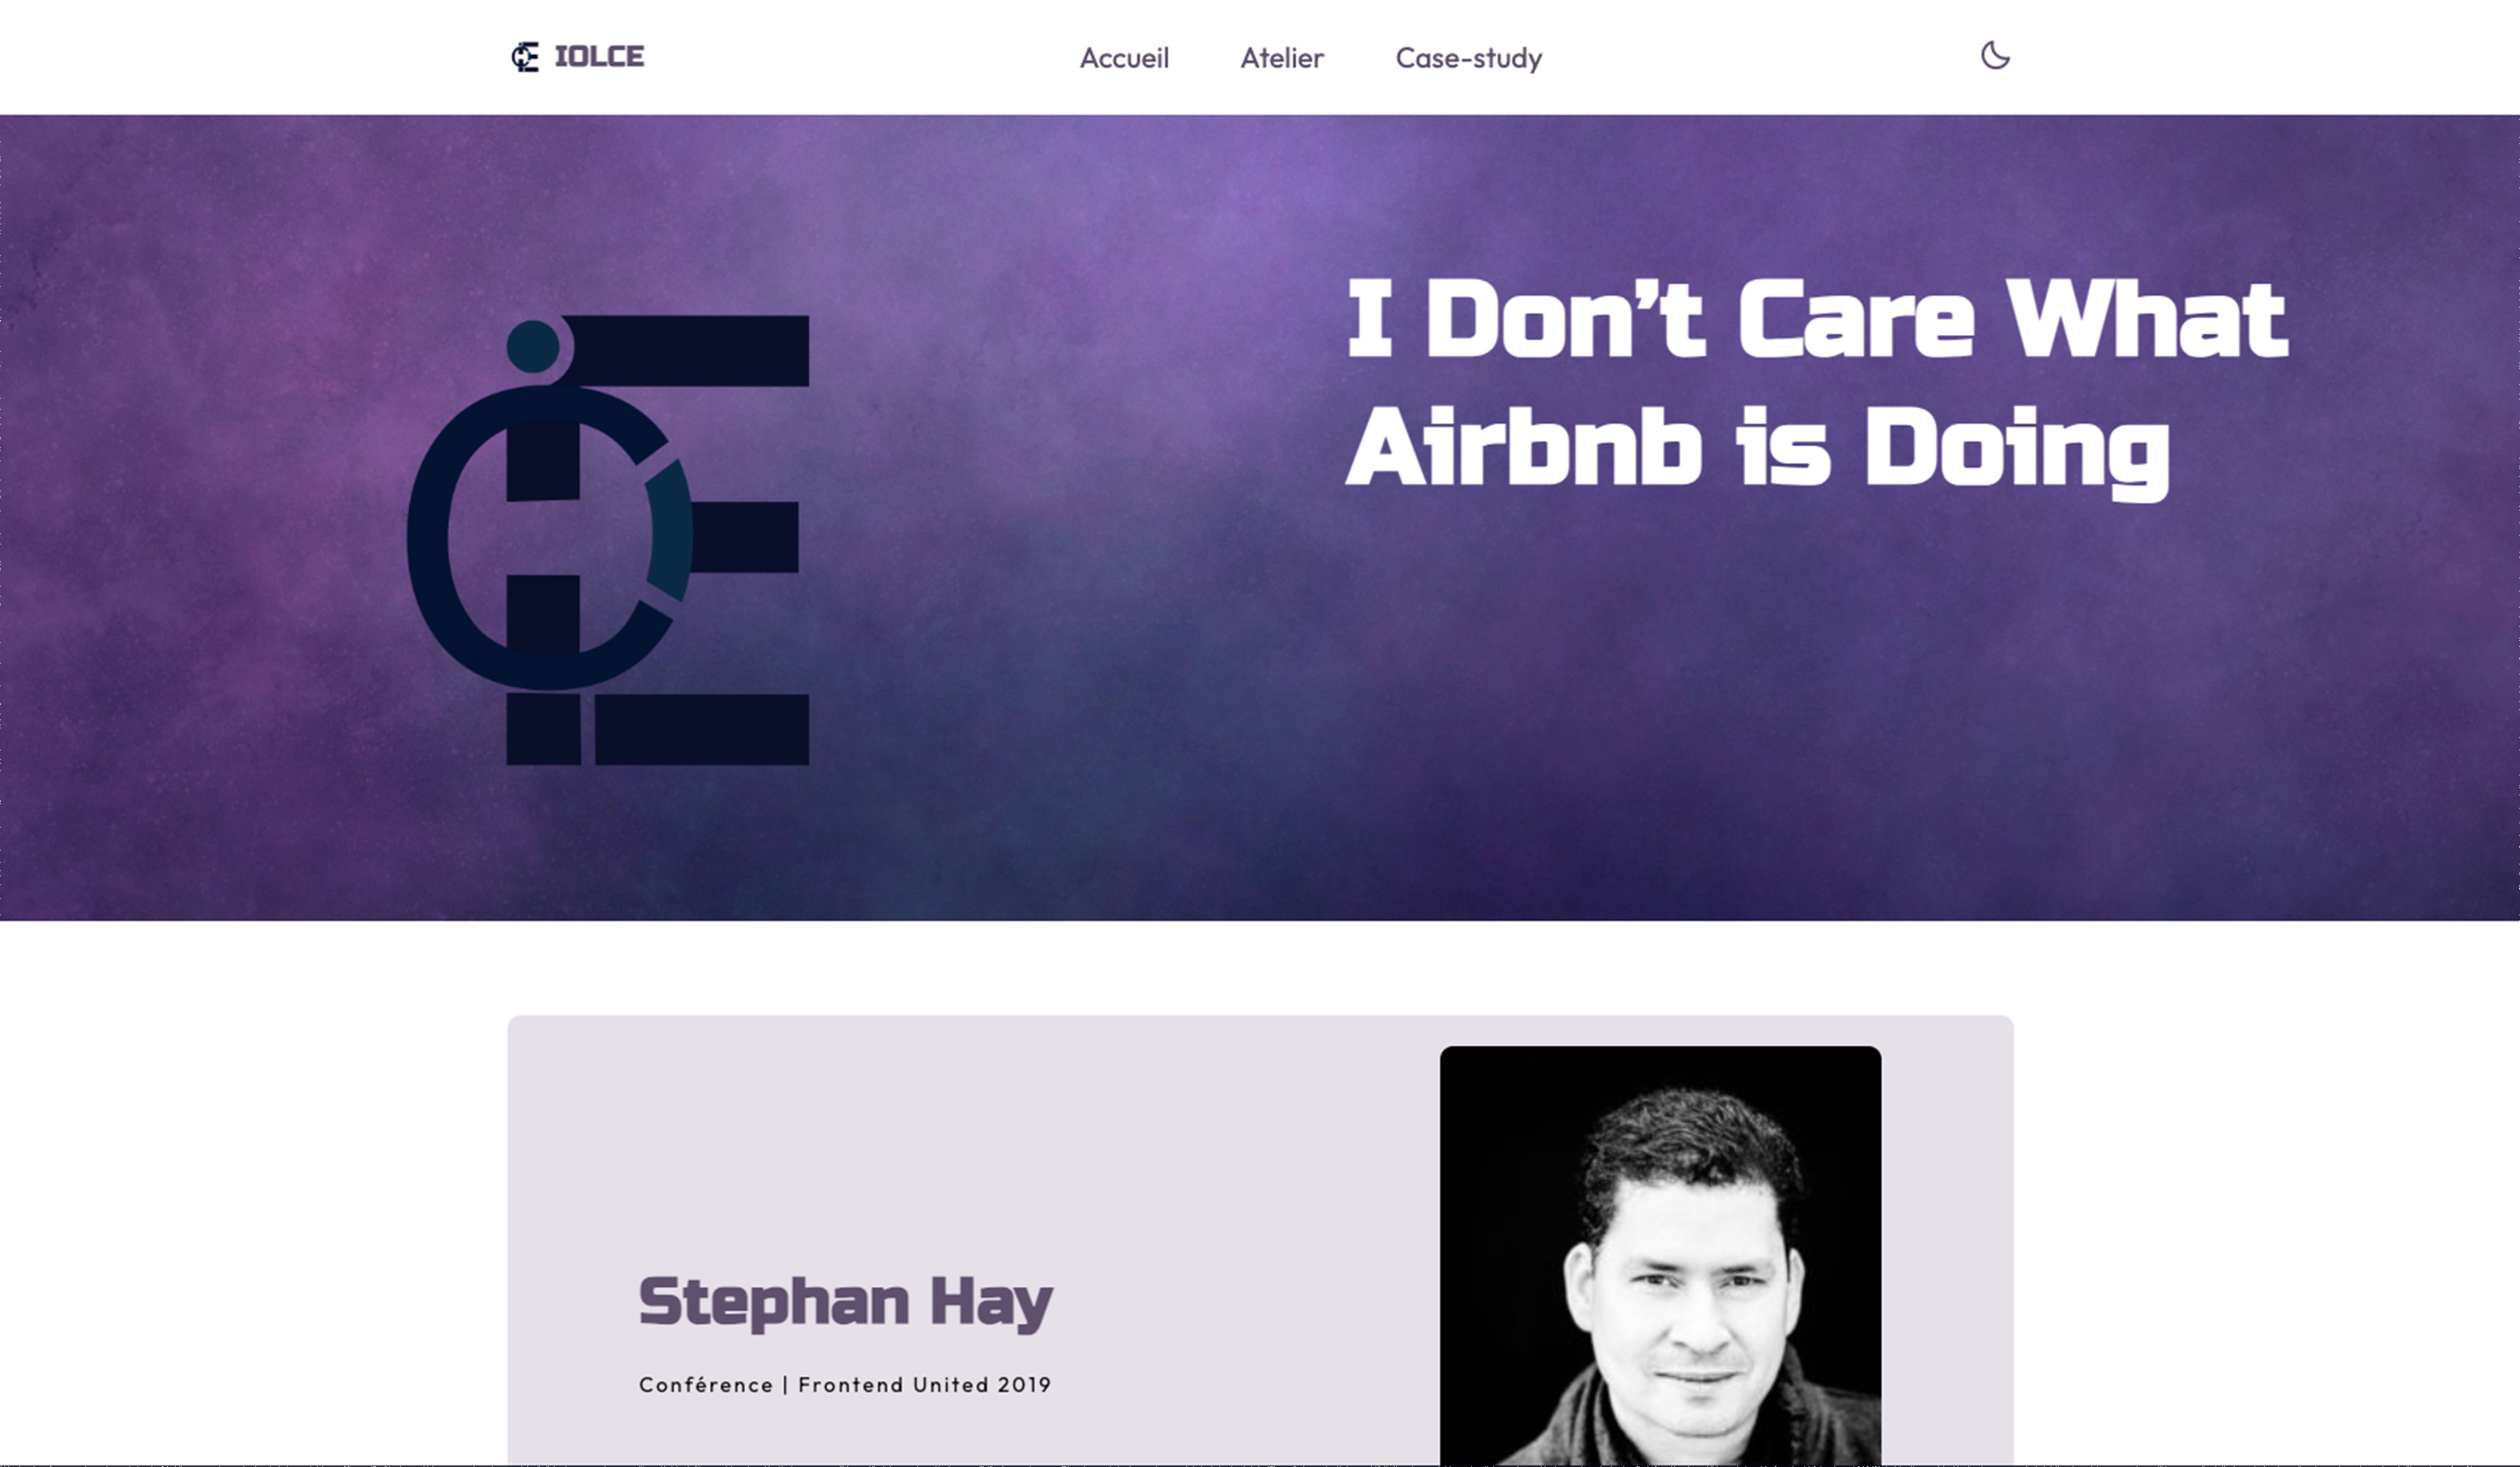 IOLCE
Accueil Atelier Case-study
I Don’t Care What
Airbnb is Doing
Stephan Hay
Conférence | Frontend United 2019